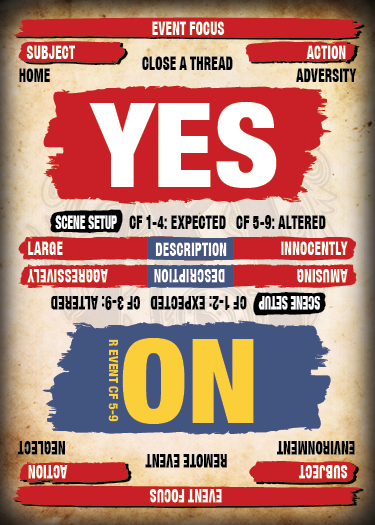 EVENT FOCUS
SUBJECT ACTION
CLOSE A THREAD
HOME ADVERSITY
YES
SCENE SETUP CF 1-4: EXPECTED CF 5-9: ALTERED
LARGE DESCRIPTION INNOCENTLY
EVENT FOCUS
SUBJECT ACTION
REMOTE EVENT
ENVIRONMENT NEGLECT
NO
R EVENT CF 5-9
SCENE SETUP CF 1-2: EXPECTED CF 3-9: ALTERED
AMUSING DESCRIPTION AGGRESSIVELY